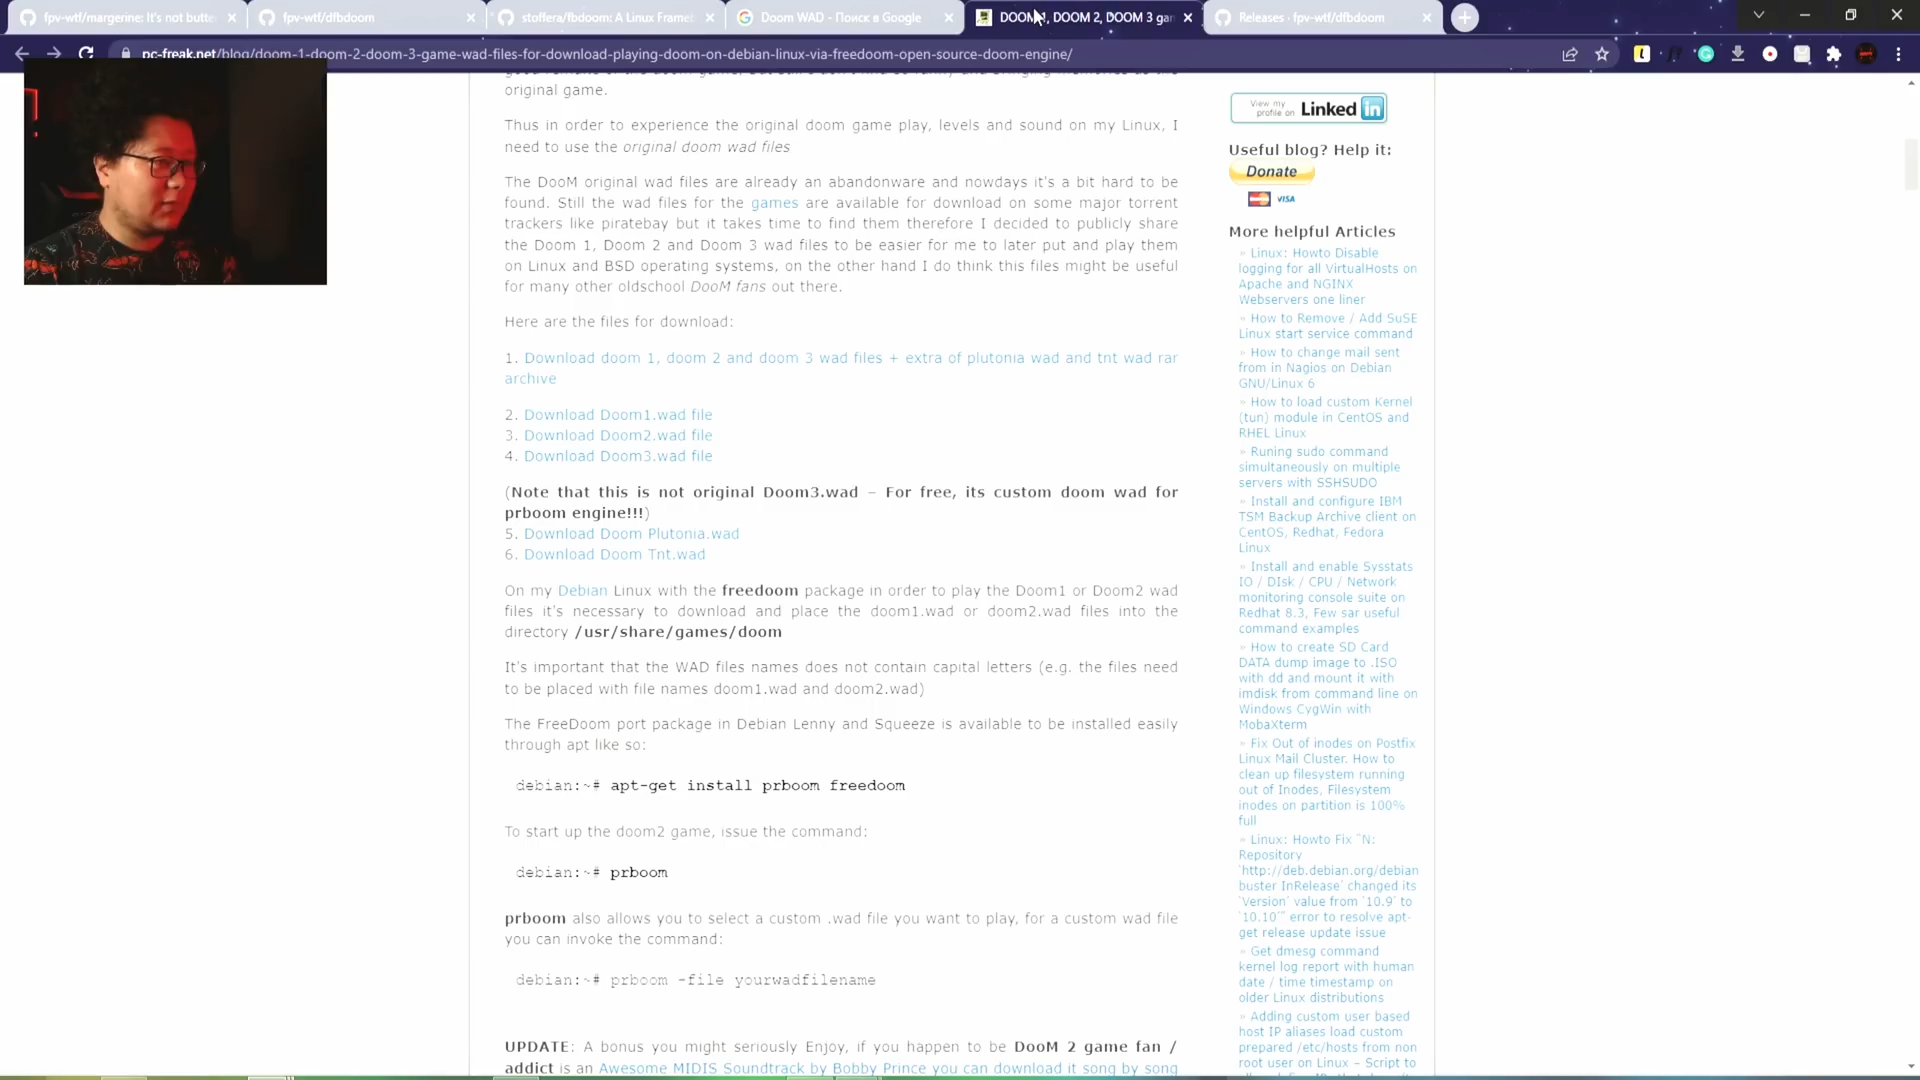 fpv-wtf/margerine: It's not butte
fpv-wtf/dfbdoom
stoffera/fbdoom: A Linux Frameb
Doom WAD - Поиск в Google
DOOM 1, DOOM 2, DOOM 3 gar
Releases · fpv-wtf/dfbdoom
pc-freak.net/blog/doom-1-doom-2-doom-3-game-wad-files-for-download-playing-doom-on-debian-linux-via-freedoom-open-source-doom-engine/
original game.
Thus in order to experience the original doom game play, levels and sound on my Linux, I
need to use the original doom wad files
The DooM original wad files are already an abandonware and nowdays it's a bit hard to be
found. Still the wad files for the games are available for download on some major torrent
trackers like piratebay but it takes time to find them therefore I decided to publicly share
the Doom 1, Doom 2 and Doom 3 wad files to be easier for me to later put and play them
on Linux and BSD operating systems, on the other hand I do think this files might be useful
for many other oldschool DooM fans out there.
Here are the files for download:
1. Download doom 1, doom 2 and doom 3 wad files + extra of plutonia wad and tnt wad rar
archive
2. Download Doom1.wad file
3. Download Doom2.wad file
4. Download Doom3.wad file
(Note that this is not original Doom3.wad – For free, its custom doom wad for
prboom engine!!!)
5. Download Doom Plutonia.wad
6. Download Doom Tnt.wad
On my Debian Linux with the freedoom package in order to play the Doom1 or Doom2 wad
files it's necessary to download and place the doom1.wad or doom2.wad files into the
directory /usr/share/games/doom
It's important that the WAD files names does not contain capital letters (e.g. the files need
to be placed with file names doom1.wad and doom2.wad)
The FreeDoom port package in Debian Lenny and Squeeze is available to be installed easily
through apt like so:
debian:~# apt-get install prboom freedoom
To start up the doom2 game, issue the command:
debian:~# prboom
prboom also allows you to select a custom .wad file you want to play, for a custom wad file
you can invoke the command:
debian:~# prboom -file yourwadfilename
UPDATE: A bonus you might seriously Enjoy, if you happen to be DooM 2 game fan /
addict is an Awesome MIDIS Soundtrack by Bobby Prince you can download it song by song
View my
profile on Linked in
Useful blog? Help it:
Donate
VISA
More helpful Articles
» Linux: Howto Disable
logging for all VirtualHosts on
Apache and NGINX
Webservers one liner
» How to Remove / Add SuSE
Linux start service command
» How to change mail sent
from in Nagios on Debian
GNU/Linux 6
» How to load custom Kernel
(tun) module in CentOS and
RHEL Linux
» Runing sudo command
simultaneously on multiple
servers with SSHSUDO
» Install and configure IBM
TSM Backup Archive client on
CentOS, Redhat, Fedora
Linux
» Install and enable Sysstats
IO / DIsk / CPU / Network
monitoring console suite on
Redhat 8.3, Few sar useful
command examples
» How to create SD Card
DATA dump image to .ISO
with dd and mount it with
imdisk from command line on
Windows CygWin with
MobaXterm
» Fix Out of inodes on Postfix
Linux Mail Cluster. How to
clean up filesystem running
out of Inodes, Filesystem
inodes on partition is 100%
full
» Linux: Howto Fix "N:
Repository
'http://deb.debian.org/debian
buster InRelease' changed its
'Version' value from '10.9' to
'10.10'" error to resolve apt-
get release update issue
» Get dmesg command
kernel log report with human
date / time timestamp on
older Linux distributions
» Adding custom user based
host IP aliases load custom
prepared /etc/hosts from non
root user on Linux – Script to